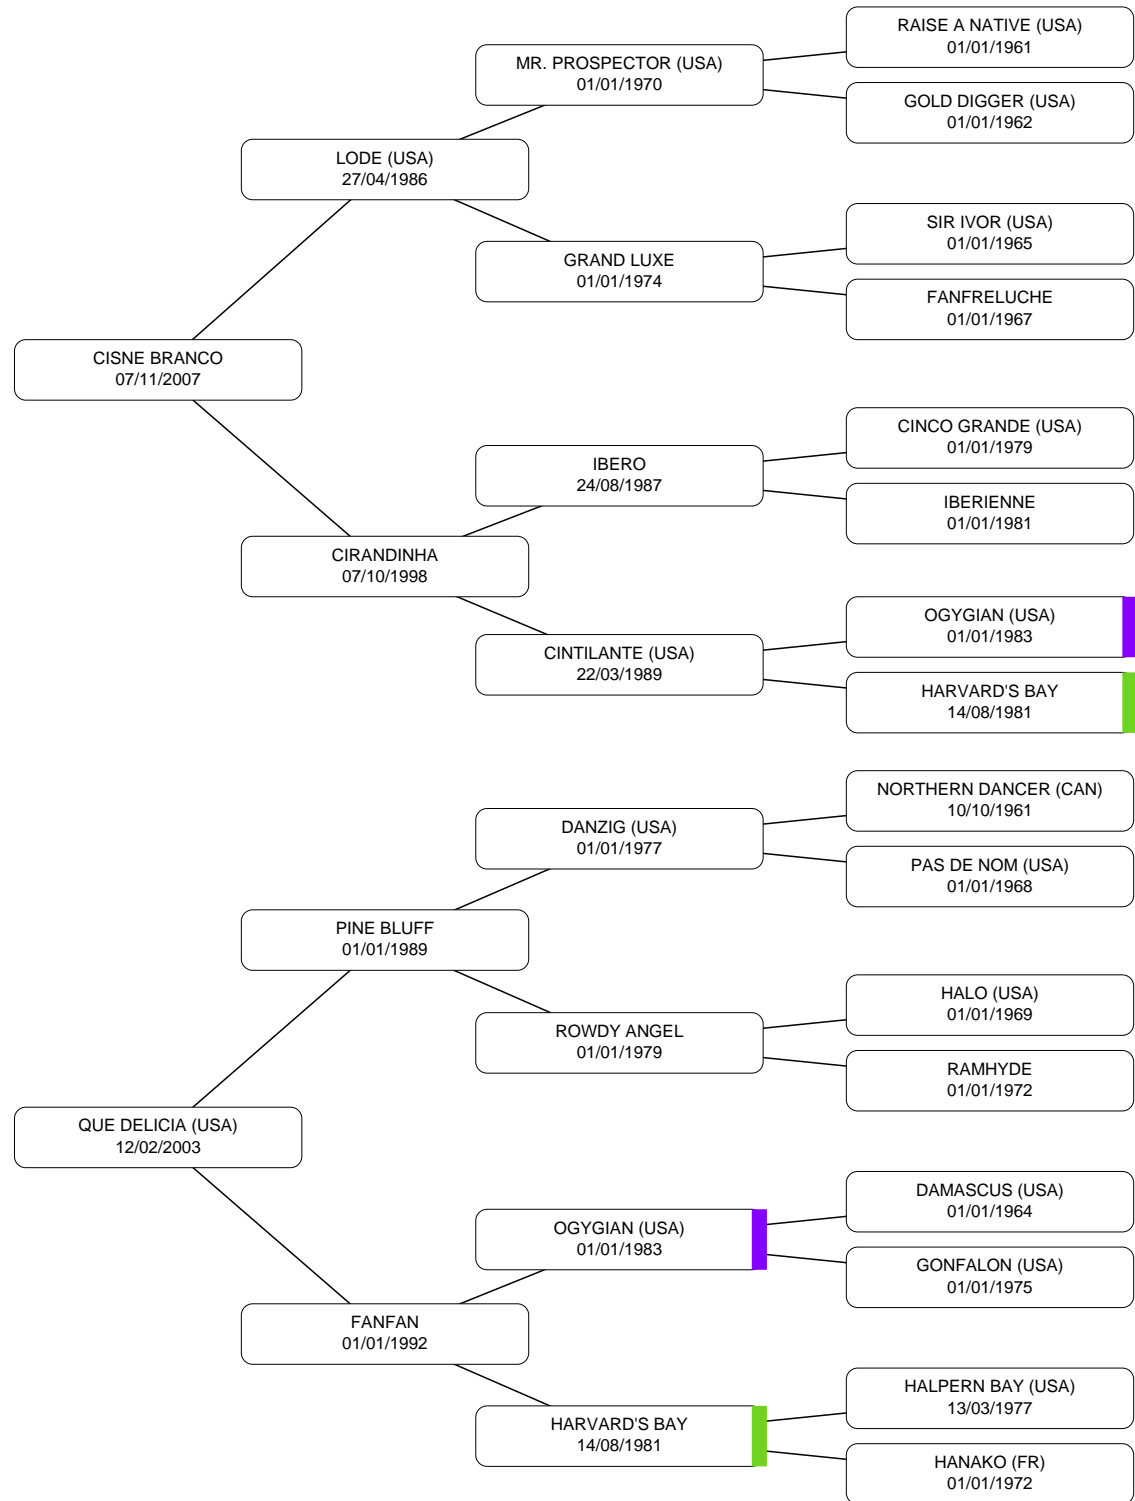 RAISE A NATIVE (USA)
01/01/1961
MR. PROSPECTOR (USA)
01/01/1970
GOLD DIGGER (USA)
01/01/1962
LODE (USA)
27/04/1986
SIR IVOR (USA)
01/01/1965
GRAND LUXE
01/01/1974
FANFRELUCHE
01/01/1967
CISNE BRANCO
07/11/2007
CINCO GRANDE (USA)
01/01/1979
IBERO
24/08/1987
IBERIENNE
01/01/1981
CIRANDINHA
07/10/1998
OGYGIAN (USA)
01/01/1983
CINTILANTE (USA)
22/03/1989
HARVARD'S BAY
14/08/1981
NORTHERN DANCER (CAN)
10/10/1961
DANZIG (USA)
01/01/1977
PAS DE NOM (USA)
01/01/1968
PINE BLUFF
01/01/1989
HALO (USA)
01/01/1969
ROWDY ANGEL
01/01/1979
RAMHYDE
01/01/1972
QUE DELICIA (USA)
12/02/2003
DAMASCUS (USA)
01/01/1964
OGYGIAN (USA)
01/01/1983
GONFALON (USA)
01/01/1975
FANFAN
01/01/1992
HALPERN BAY (USA)
13/03/1977
HARVARD'S BAY
14/08/1981
HANAKO (FR)
01/01/1972